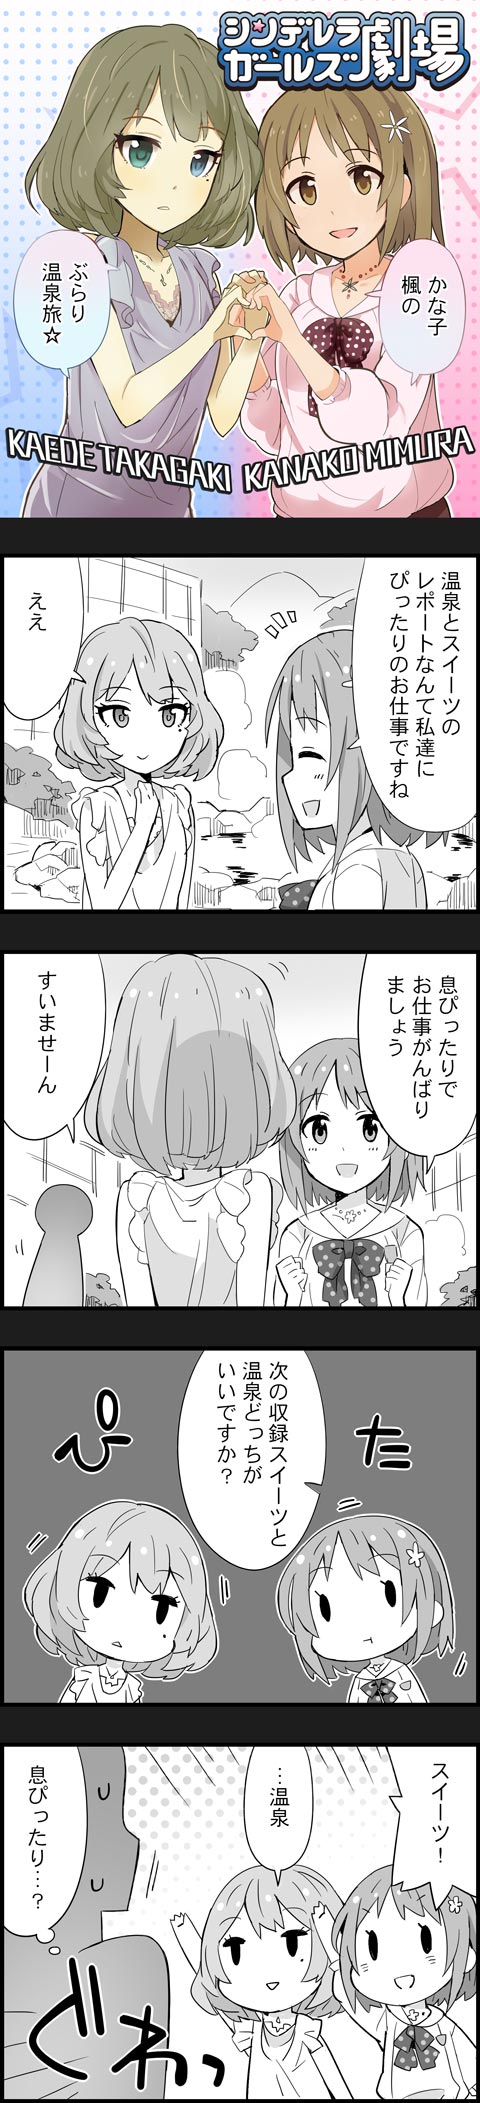 シンデレラ
ガールズ劇場
かな子
楓の
ぶらり
温泉旅☆
KAEDE TAKAGAKI
KANAKO MIMURA
温泉とスイーツの
レポートなんて私達に
ぴったりのお仕事ですね
ええ
息ぴったりで
お仕事がんばり
ましょう
すいませーん
次の収録スイーツと
温泉どっちが
いいですか？
た
ぴ
スイーツ！
…温泉
息ぴったり…？
ぐわっ